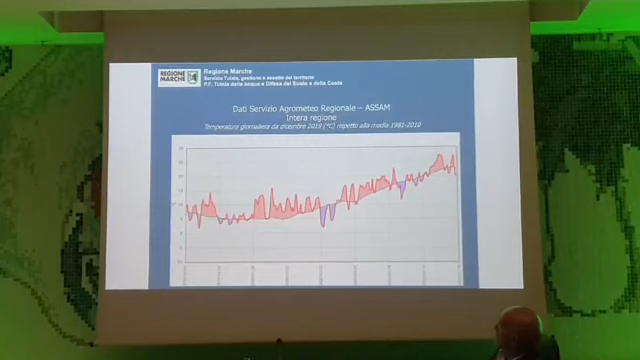 REGIONE
MARCHE
Regione Marche
Servizio Tutela, gestione e assetto del territorio
P.F. Tutela delle acque e Difesa del Suolo e della Costa
Dati Servizio Agrometeo Regionale – ASSAM
Intera regione
Temperatura giornaliera da dicembre 2019 (°C) rispetto alla media 1981-2010